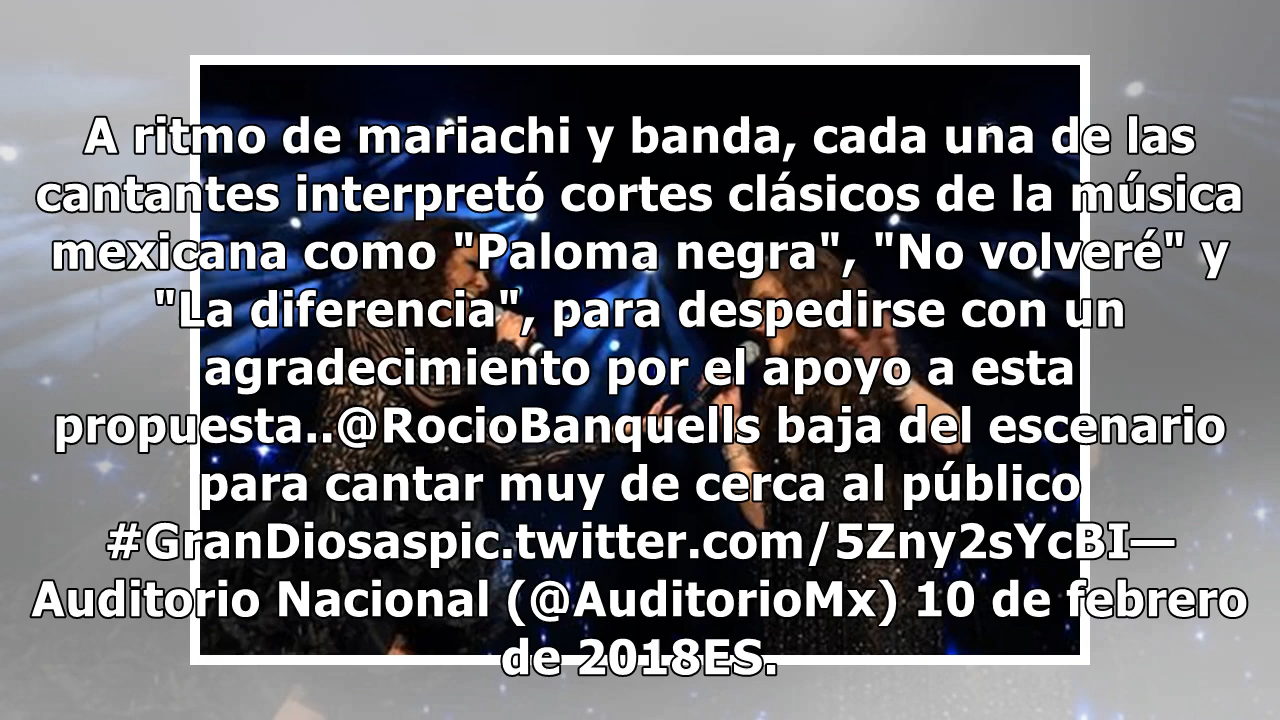 A ritmo de mariachi y banda, cada una de las
cantantes interpretó cortes clásicos de la música
mexicana como "Paloma negra", "No volveré" y
"La diferencia", para despedirse con un
agradecimiento por el apoyo a esta
propuesta..@RocioBanquells baja del escenario
para cantar muy de cerca al público
#GranDiosaspic.twitter.com/5Zny2sYcBI—
Auditorio Nacional (@AuditorioMx) 10 de febrero
de 2018ES.